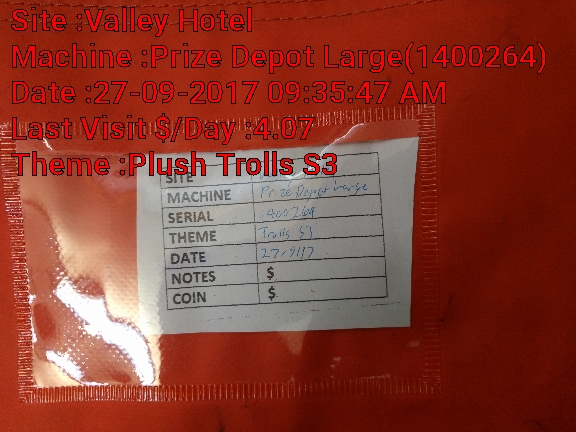 Site :Valley Hotel
Machine :Prize Depot Large(1400264)
Date :27-09-2017 09:35:47 AM
Last Visit $/Day :4.07
Theme :Plush Trolls S3
SITE
MACHINE Prize Depot Large
SERIAL 1400264
THEME Trolls S3
DATE 27/9/17
NOTES $
COIN $